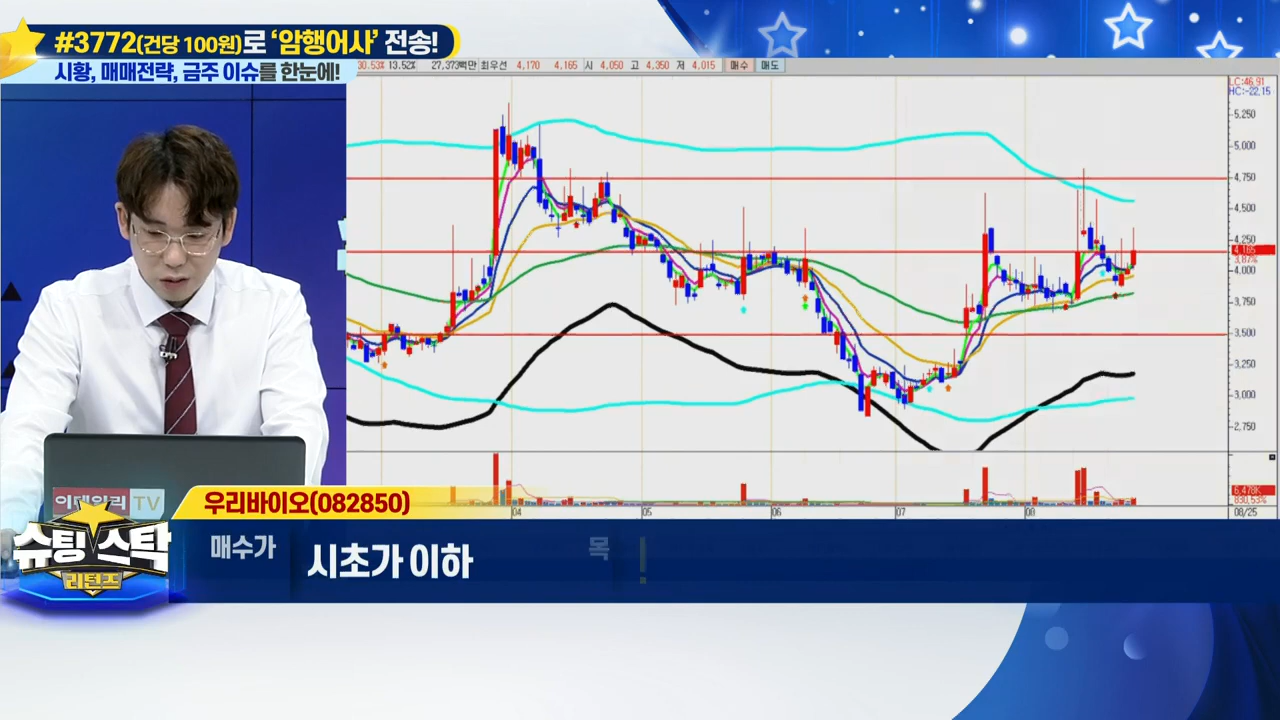 #3772(건당 100원)로 '암행어사' 전송!
시황, 매매전략, 금주 이슈를 한눈에!
30.53% 13.52% 27,373백만 최우선 4,170 4,165 시 4,050 고 4,350 저 4,015 매수 매도
LC:46.91
HC:-22.15
5,250
5,000
4,750
4,500
4,250
4,165
3.87%
4,000
3,750
3,500
3,250
3,000
2,750
6,478K
830.53%
04 05 06 07 08 08/25
이데일리 TV
슈팅스탁
리턴즈
우리바이오(082850)
매수가
시초가 이하
목